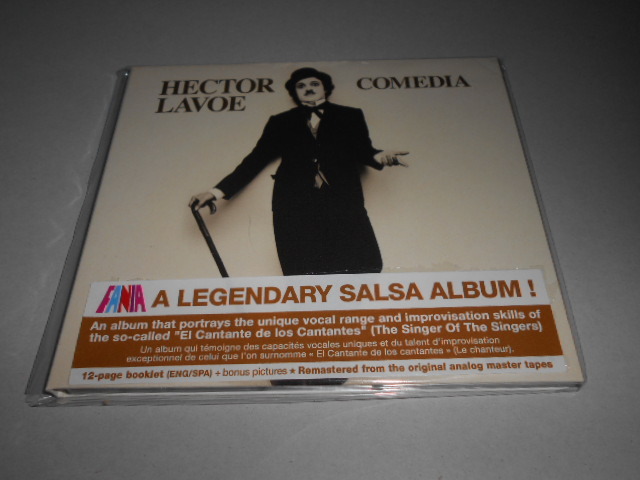 HECTOR LAVOE COMEDIA
FANIA A LEGENDARY SALSA ALBUM !
An album that portrays the unique vocal range and improvisation skills of
the so-called "El Cantante de los Cantantes" (The Singer Of The Singers)
Un album qui témoigne des capacités vocales uniques et du talent d'improvisation
exceptionnel de celui que l'on surnomme « El Cantante de los cantantes » (Le chanteur).
12-page booklet (ENG/SPA) + bonus pictures ★ Remastered from the original analog master tapes